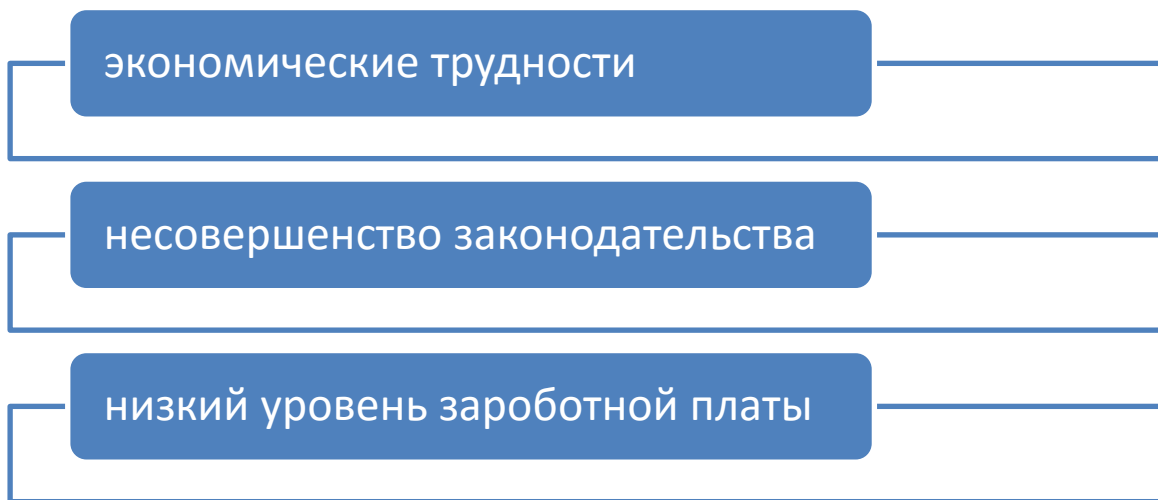 экономические трудности
несовершенство законодательства
низкий уровень зароботной платы